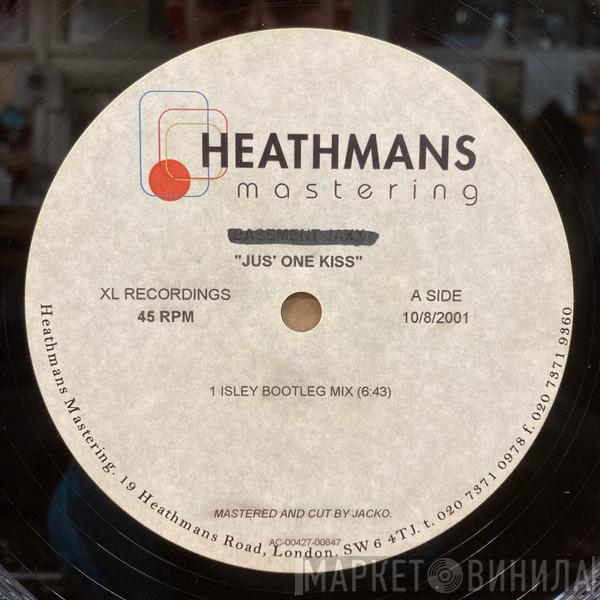 HEATHMANS
mastering
BASEMENT JAXX
"JUS' ONE KISS"
XL RECORDINGS
45 RPM
A SIDE
10/8/2001
1 ISLEY BOOTLEG MIX (6:43)
MASTERED AND CUT BY JACKO.
AC-00427-00847
Heathmans Mastering. 19 Heathmans Road, London. SW6 4TJ. t. 020 7371 0978 f. 020 7371 9360
МАРКЕТ ВИНИЛА